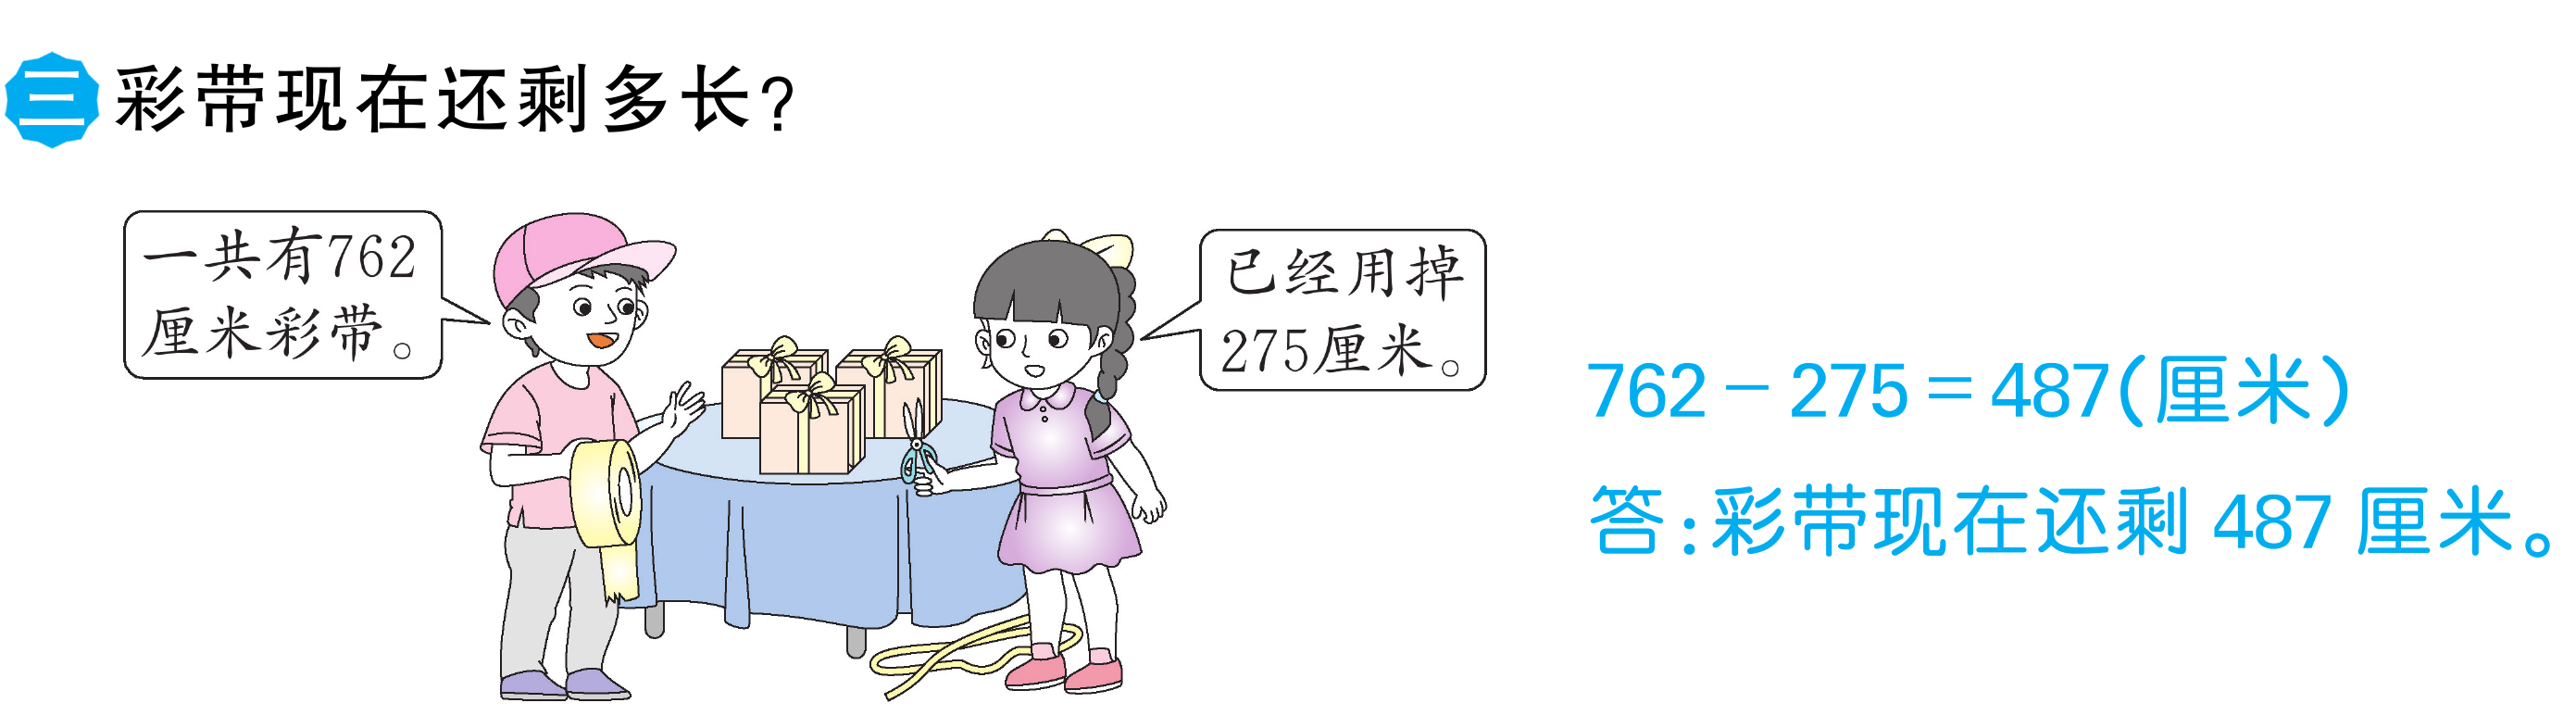 三 彩带现在还剩多长?
一共有762
厘米彩带。
已经用掉
275厘米。
762－275＝487(厘米)
答:彩带现在还剩 487 厘米。